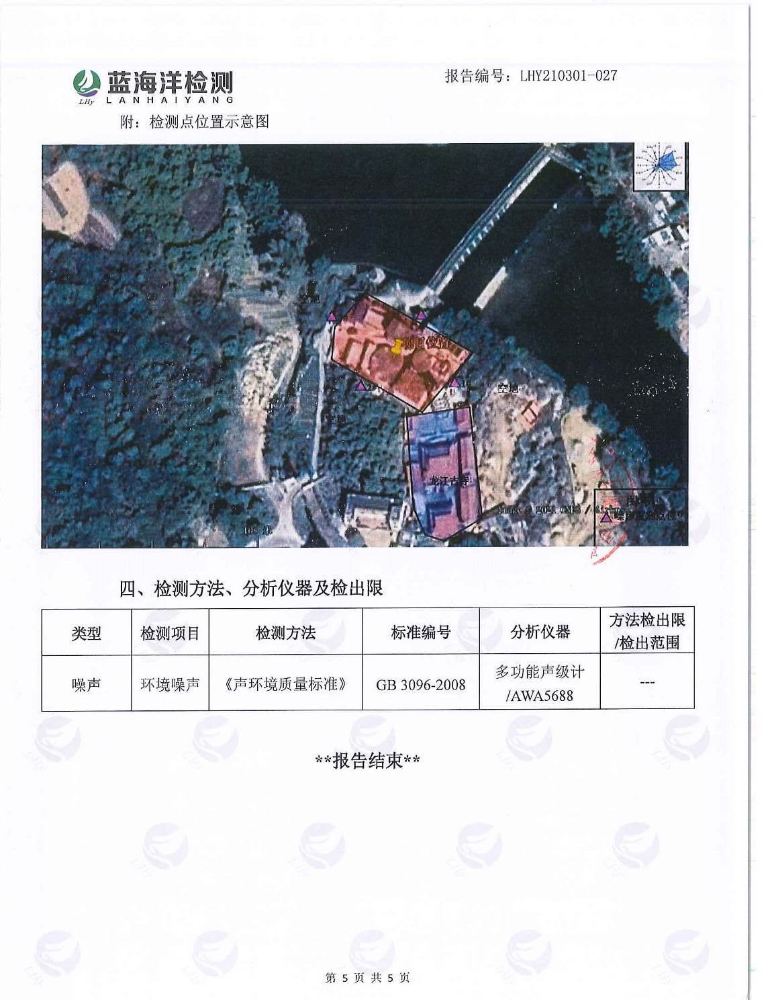 蓝海洋检测
LHy LANHAIYANG
报告编号：LHY210301-027
附：检测点位置示意图
项目位置
空地
空地
龙江古寺
108 米
四、检测方法、分析仪器及检出限
类型 检测项目 检测方法 标准编号 分析仪器 方法检出限/检出范围
噪声 环境噪声 《声环境质量标准》 GB 3096-2008 多功能声级计/AWA5688 ---
**报告结束**
第 5 页 共 5 页